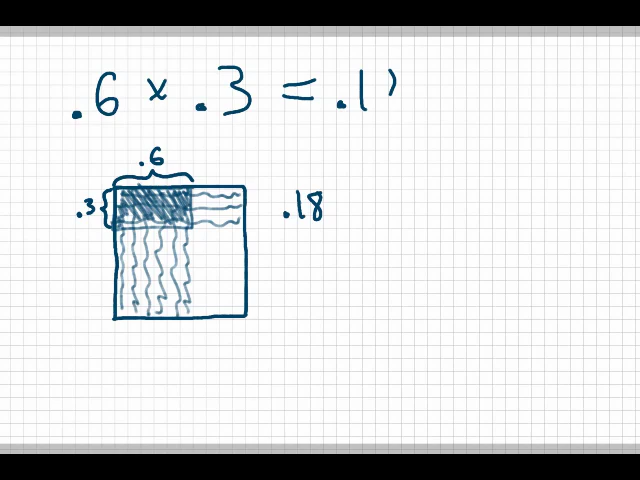 .6 x .3 = .1
.6
.3
.18